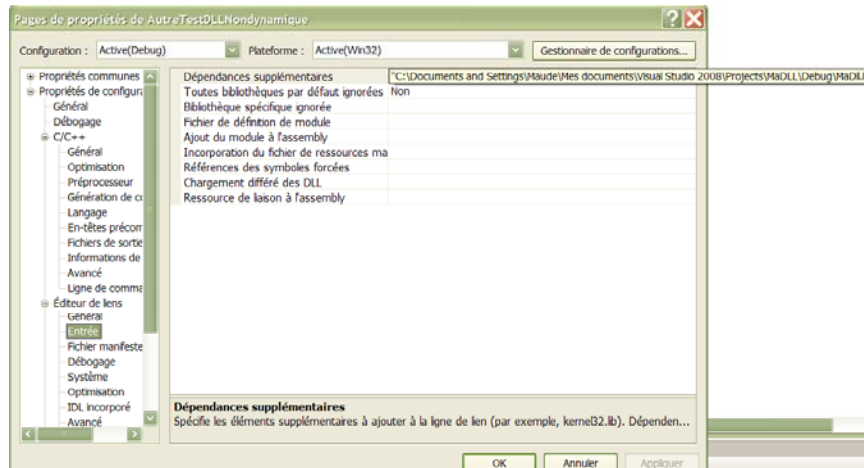 Pages de propriétés de AutreTestDLLNondynamique
Configuration : Active(Debug) Plateforme : Active(Win32) Gestionnaire de configurations...
Propriétés communes
Propriétés de configura
Général
Débogage
C/C++
Général
Optimisation
Préprocesseur
Génération de co
Langage
En-têtes précom
Fichiers de sortie
Informations de
Avancé
Ligne de comma
Éditeur de liens
Général
Entrée
Fichier manifeste
Débogage
Système
Optimisation
IDL incorporé
Avancé
Dépendances supplémentaires "C:\Documents and Settings\Maude\Mes documents\Visual Studio 2008\Projects\MaDLL\Debug\MaDLL
Toutes bibliothèques par défaut ignorées Non
Bibliothèque spécifique ignorée
Fichier de définition de module
Ajout du module à l'assembly
Incorporation du fichier de ressources ma
Références des symboles forcées
Chargement différé des DLL
Ressource de liaison à l'assembly
Dépendances supplémentaires
Spécifie les éléments supplémentaires à ajouter à la ligne de lien (par exemple, kernel32.lib). Dépenden...
OK Annuler Appliquer